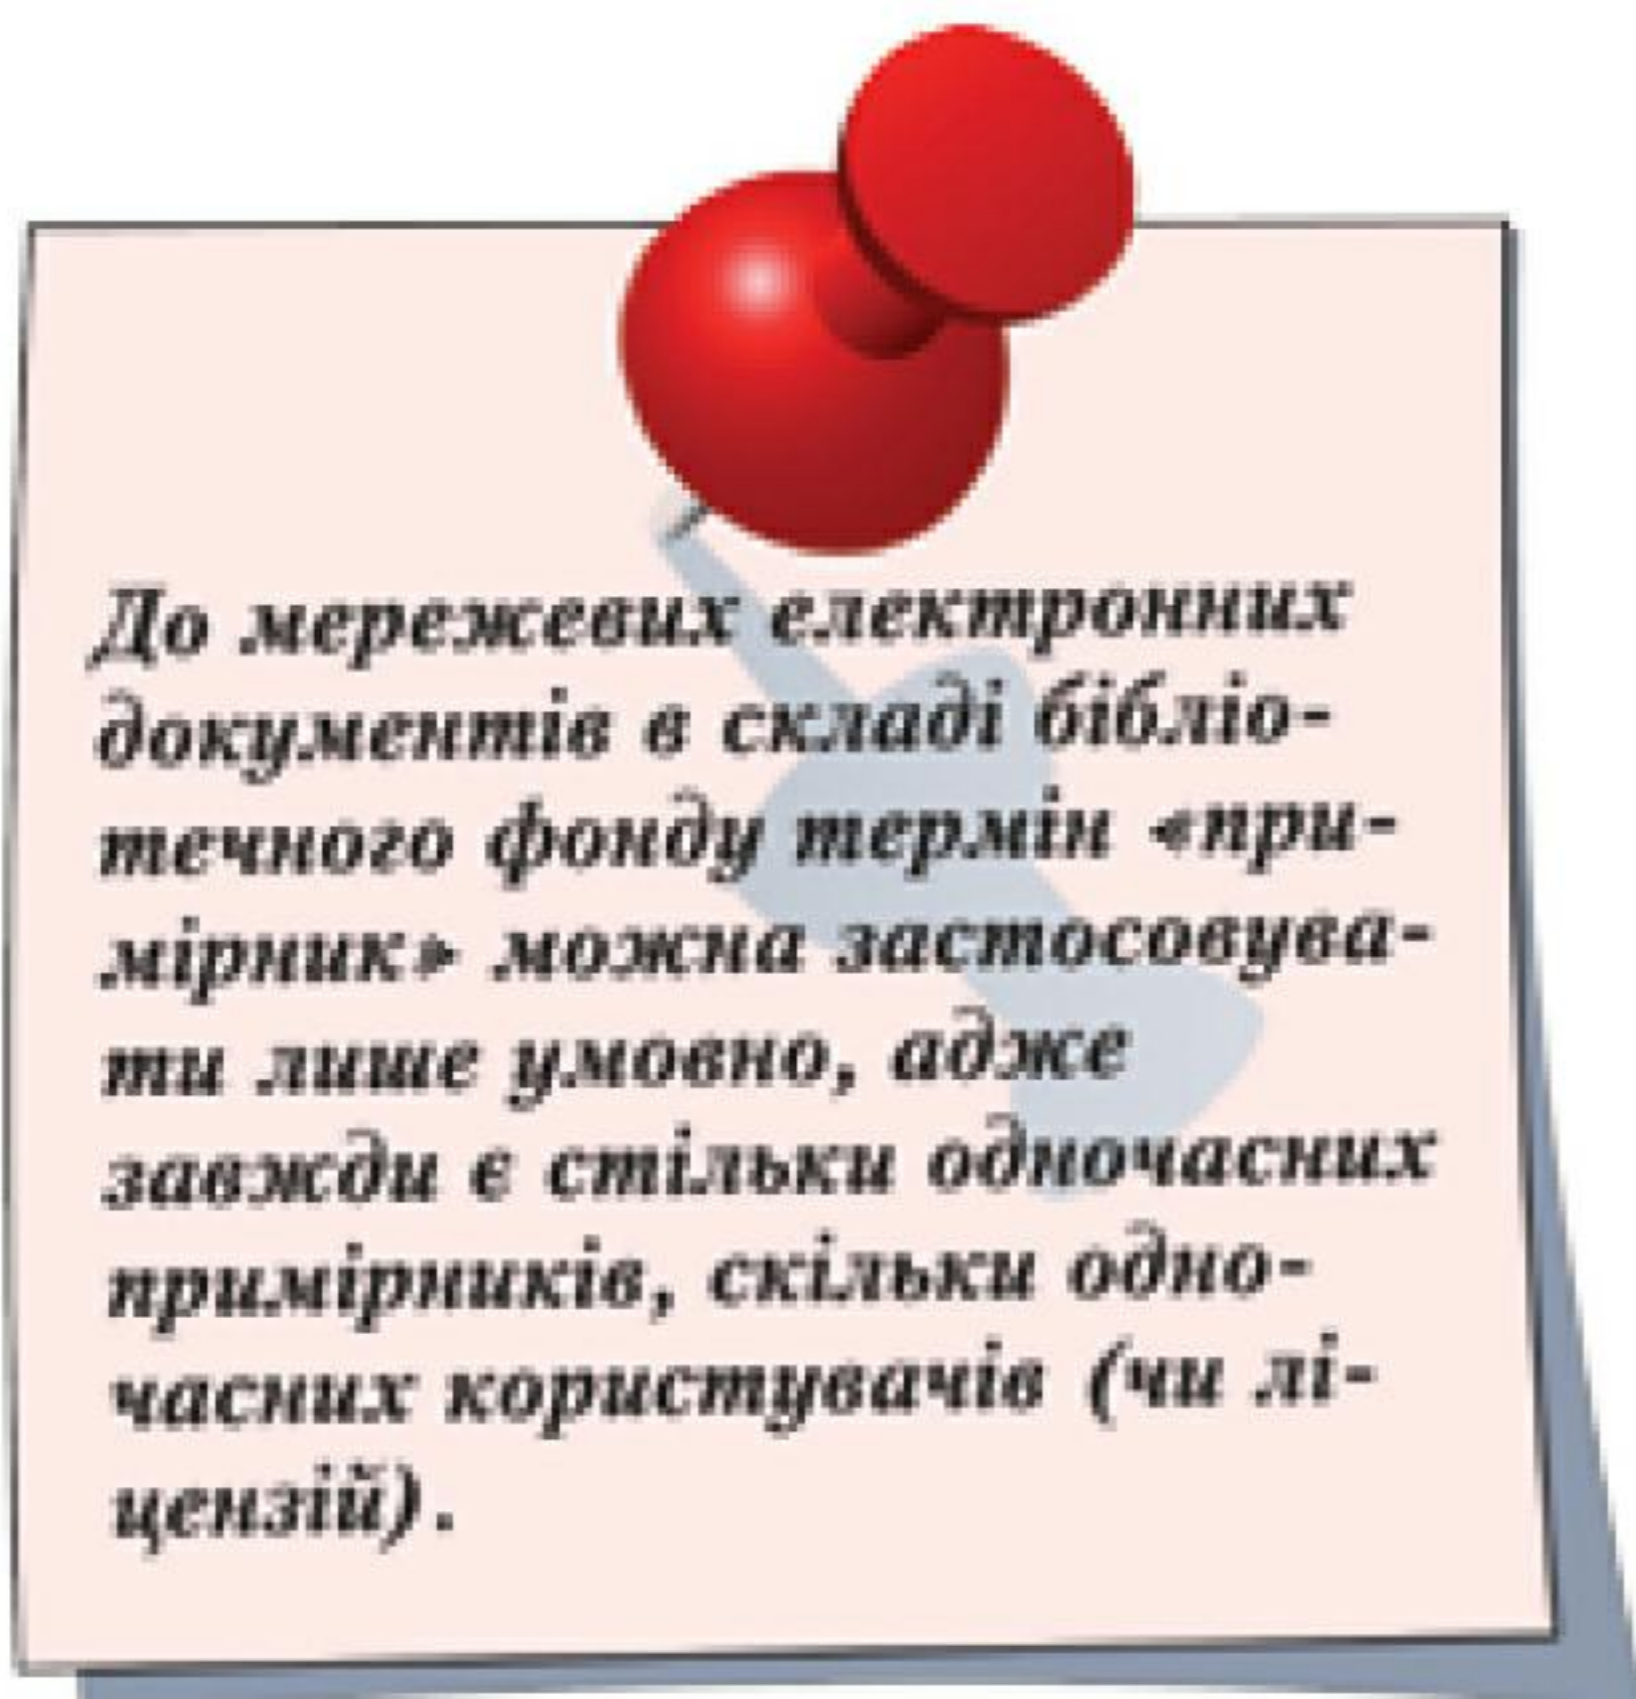 До мережевих електронних
документів в складі бібліо-
течного фонду термін «при-
мірник» можна застосовува-
ти лише умовно, адже
завжди є стільки одночасних
примірників, скільки одно-
часних користувачів (чи лі-
цензій).